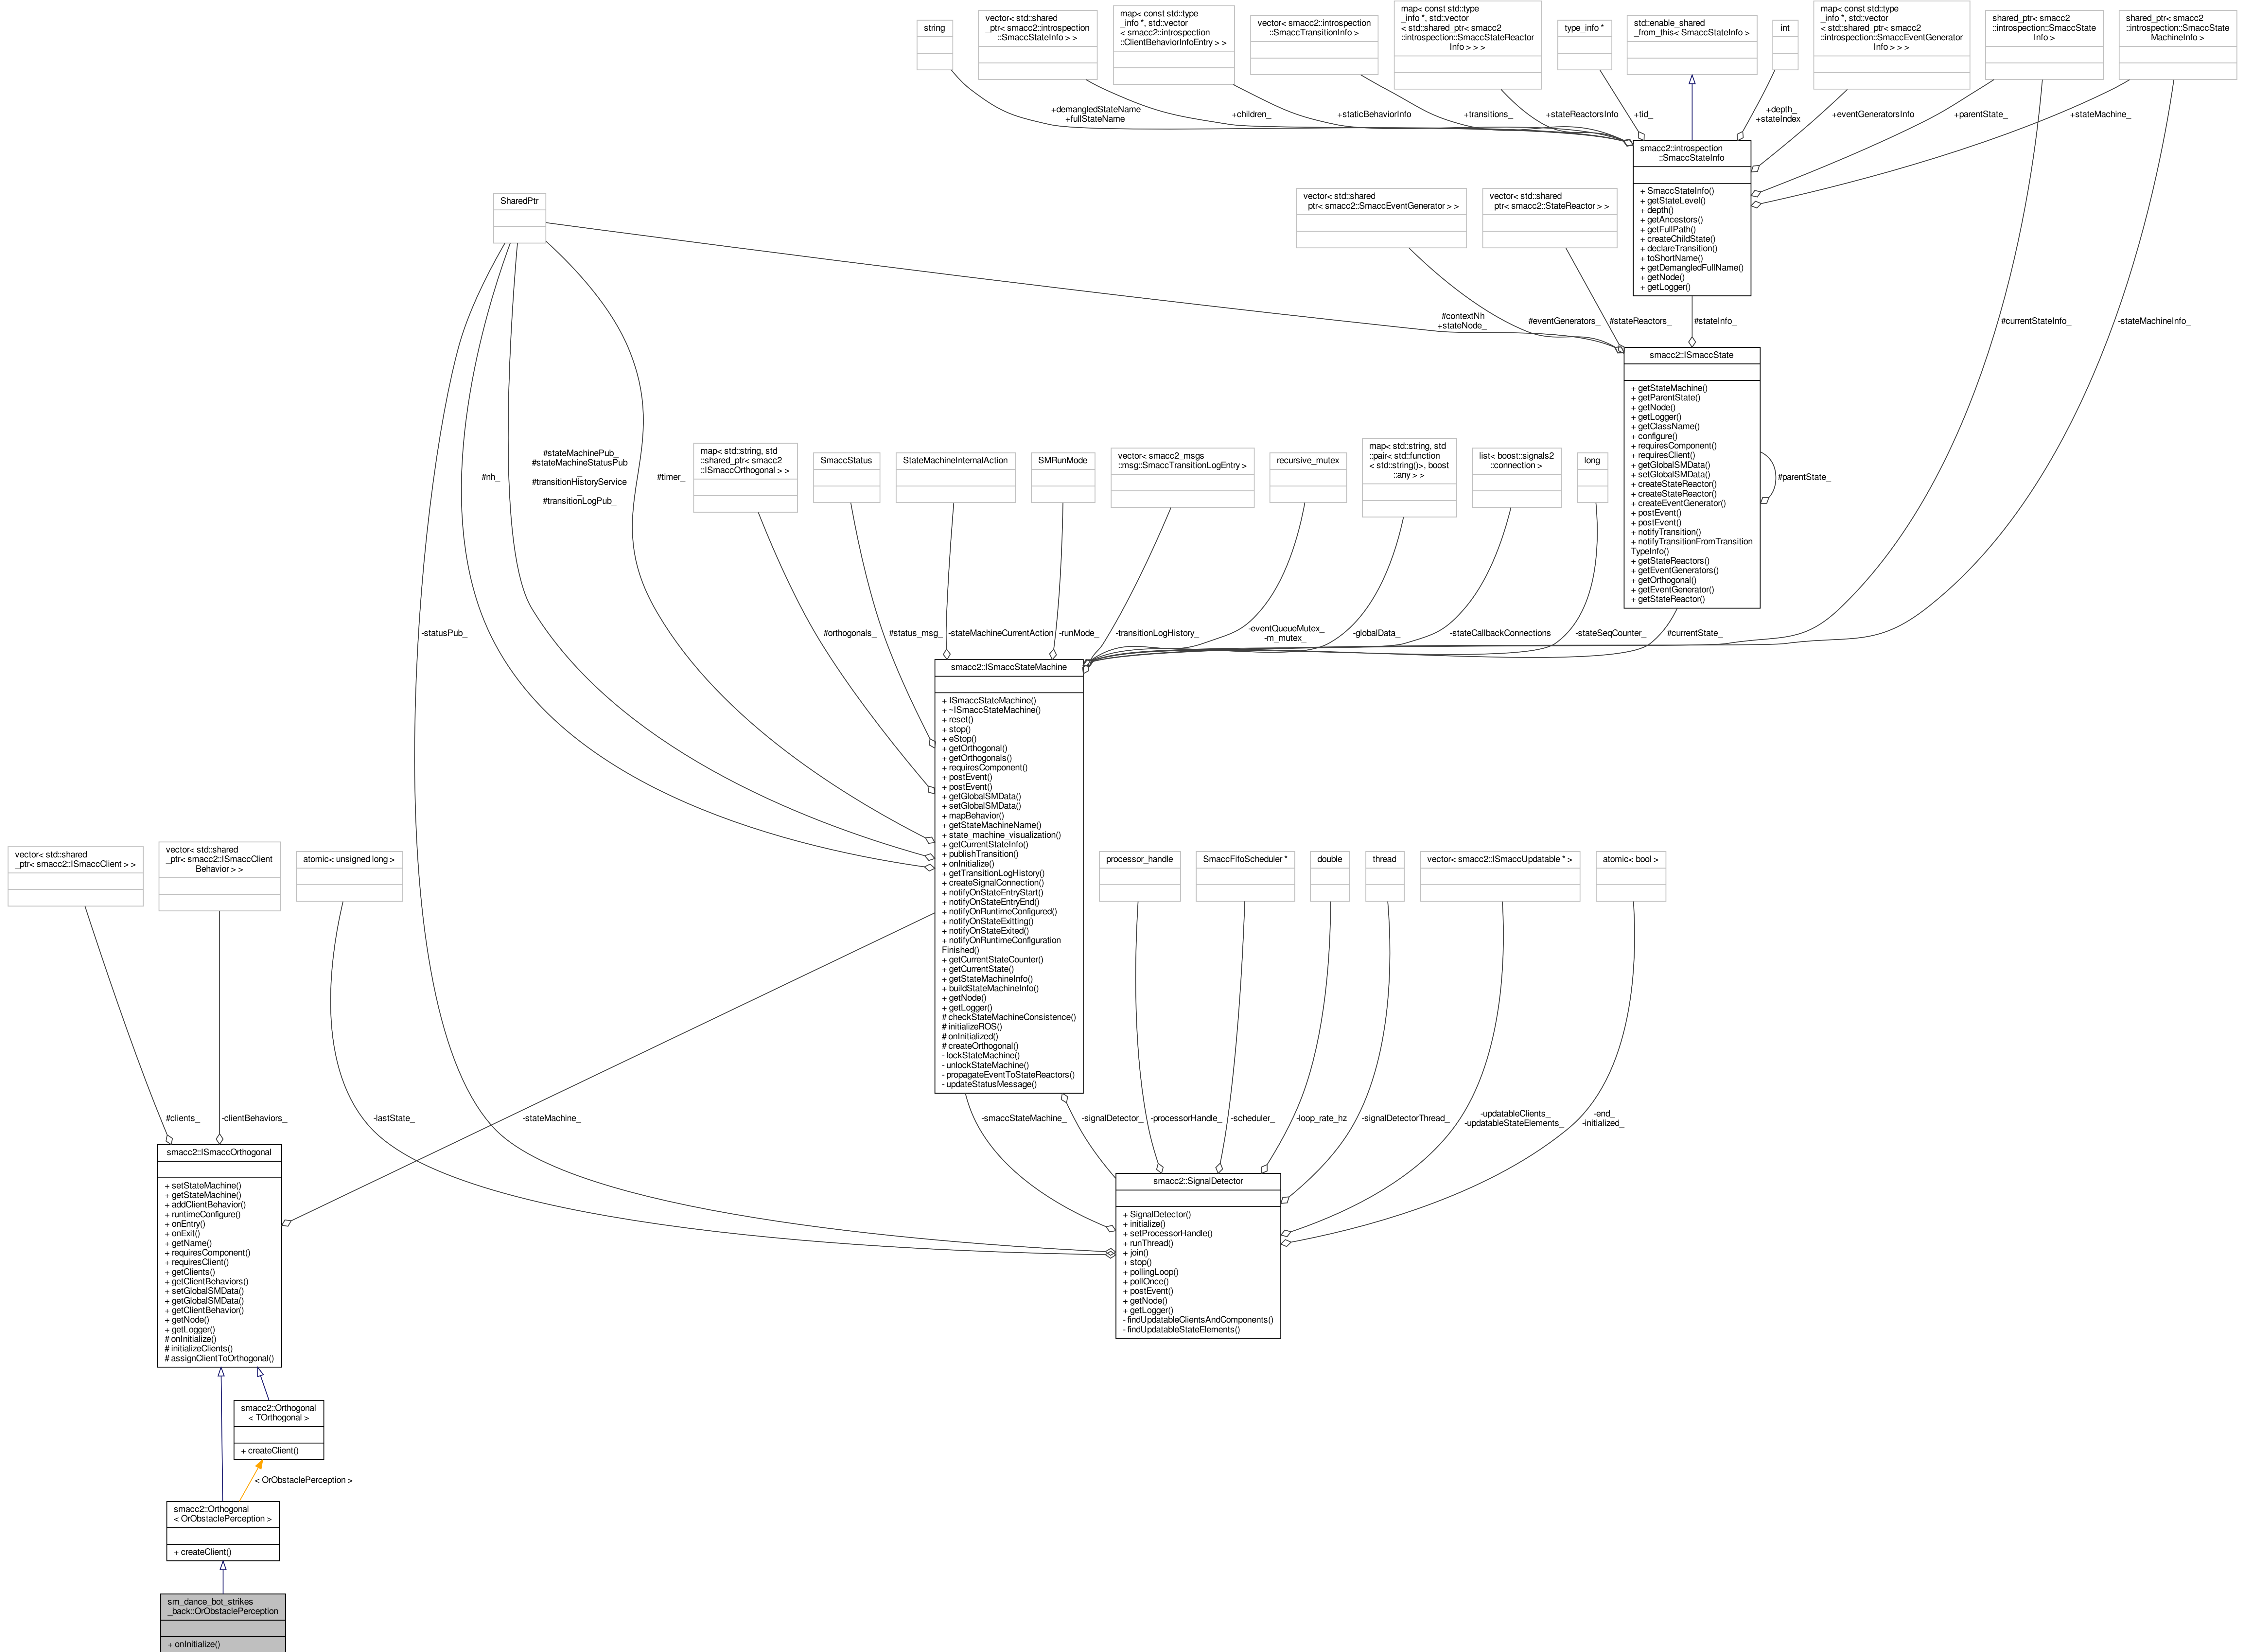 string
vector< std::shared
_ptr< smacc2::introspection
::SmaccStateInfo > >
map< const std::type
_info *, std::vector
< smacc2::introspection
::ClientBehaviorInfoEntry > >
vector< smacc2::introspection
::SmaccTransitionInfo >
map< const std::type
_info *, std::vector
< std::shared_ptr< smacc2
::introspection::SmaccStateReactor
Info > > >
type_info *
std::enable_shared
_from_this< SmaccStateInfo >
int
map< const std::type
_info *, std::vector
< std::shared_ptr< smacc2
::introspection::SmaccEventGenerator
Info > > >
shared_ptr< smacc2
::introspection::SmaccState
Info >
shared_ptr< smacc2
::introspection::SmaccState
MachineInfo >
+demangledStateName
+fullStateName
+children_
+staticBehaviorInfo
+transitions_
+stateReactorsInfo
+tid_
+depth_
+stateIndex_
+eventGeneratorsInfo
+parentState_
+stateMachine_
smacc2::introspection
::SmaccStateInfo
+ SmaccStateInfo()
+ getStateLevel()
+ depth()
+ getAncestors()
+ getFullPath()
+ createChildState()
+ declareTransition()
+ toShortName()
+ getDemangledFullName()
+ getNode()
+ getLogger()
SharedPtr
vector< std::shared
_ptr< smacc2::SmaccEventGenerator > >
vector< std::shared
_ptr< smacc2::StateReactor > >
#contextNh
+stateNode_
#eventGenerators_
#stateReactors_
#stateInfo_
#currentStateInfo_
-stateMachineInfo_
smacc2::ISmaccState
+ getStateMachine()
+ getParentState()
+ getNode()
+ getLogger()
+ getClassName()
+ configure()
+ requiresComponent()
+ requiresClient()
+ getGlobalSMData()
+ setGlobalSMData()
+ createStateReactor()
+ createStateReactor()
+ createEventGenerator()
+ postEvent()
+ postEvent()
+ notifyTransition()
+ notifyTransitionFromTransition
TypeInfo()
+ getStateReactors()
+ getEventGenerators()
+ getOrthogonal()
+ getEventGenerator()
+ getStateReactor()
#parentState_
#nh_
#stateMachinePub_
#stateMachineStatusPub
_
#transitionHistoryService
_
#transitionLogPub_
#timer_
map< std::string, std
::shared_ptr< smacc2
::ISmaccOrthogonal > >
SmaccStatus
StateMachineInternalAction
SMRunMode
vector< smacc2_msgs
::msg::SmaccTransitionLogEntry >
recursive_mutex
map< std::string, std
::pair< std::function
< std::string()>, boost
::any > >
list< boost::signals2
::connection >
long
-statusPub_
#orthogonals_
#status_msg_
-stateMachineCurrentAction
-runMode_
-transitionLogHistory_
-eventQueueMutex_
-m_mutex_
-globalData_
-stateCallbackConnections
-stateSeqCounter_
#currentState_
smacc2::ISmaccStateMachine
+ ISmaccStateMachine()
+ ~ISmaccStateMachine()
+ reset()
+ stop()
+ eStop()
+ getOrthogonal()
+ getOrthogonals()
+ requiresComponent()
+ postEvent()
+ postEvent()
+ getGlobalSMData()
+ setGlobalSMData()
+ mapBehavior()
+ getStateMachineName()
+ state_machine_visualization()
+ getCurrentStateInfo()
+ publishTransition()
+ onInitialize()
+ getTransitionLogHistory()
+ createSignalConnection()
+ notifyOnStateEntryStart()
+ notifyOnStateEntryEnd()
+ notifyOnRuntimeConfigured()
+ notifyOnStateExitting()
+ notifyOnStateExited()
+ notifyOnRuntimeConfiguration
Finished()
+ getCurrentStateCounter()
+ getCurrentState()
+ getStateMachineInfo()
+ buildStateMachineInfo()
+ getNode()
+ getLogger()
# checkStateMachineConsistence()
# initializeROS()
# onInitialized()
# createOrthogonal()
- lockStateMachine()
- unlockStateMachine()
- propagateEventToStateReactors()
- updateStatusMessage()
vector< std::shared
_ptr< smacc2::ISmaccClient > >
vector< std::shared
_ptr< smacc2::ISmaccClient
Behavior > >
atomic< unsigned long >
processor_handle
SmaccFifoScheduler *
double
thread
vector< smacc2::ISmaccUpdatable * >
atomic< bool >
#clients_
-clientBehaviors_
-lastState_
-stateMachine_
-smaccStateMachine_
-signalDetector_
-processorHandle_
-scheduler_
-loop_rate_hz
-signalDetectorThread_
-updatableClients_
-updatableStateElements_
-end_
-initialized_
smacc2::ISmaccOrthogonal
+ setStateMachine()
+ getStateMachine()
+ addClientBehavior()
+ runtimeConfigure()
+ onEntry()
+ onExit()
+ getName()
+ requiresComponent()
+ requiresClient()
+ getClients()
+ getClientBehaviors()
+ setGlobalSMData()
+ getGlobalSMData()
+ getClientBehavior()
+ getNode()
+ getLogger()
# onInitialize()
# initializeClients()
# assignClientToOrthogonal()
smacc2::SignalDetector
+ SignalDetector()
+ initialize()
+ setProcessorHandle()
+ runThread()
+ join()
+ stop()
+ pollingLoop()
+ pollOnce()
+ postEvent()
+ getNode()
+ getLogger()
- findUpdatableClientsAndComponents()
- findUpdatableStateElements()
smacc2::Orthogonal
< TOrthogonal >
+ createClient()
< OrObstaclePerception >
smacc2::Orthogonal
< OrObstaclePerception >
+ createClient()
sm_dance_bot_strikes
_back::OrObstaclePerception
+ onInitialize()